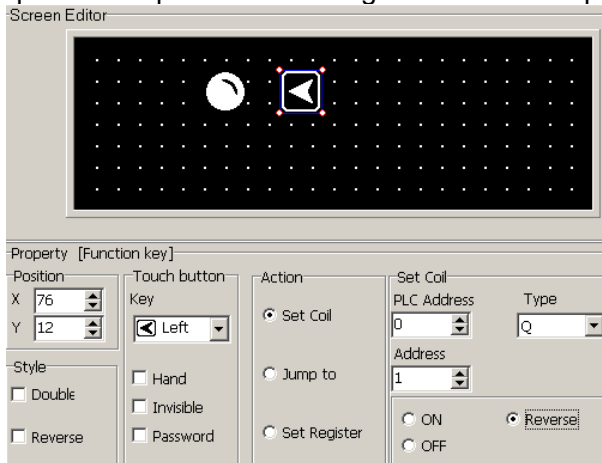 Screen Editor
Property [Function key]
Position
X 76
Y 12
Style
Double
Reverse
Touch button
Key
Left
Hand
Invisible
Password
Action
Set Coil
Jump to
Set Register
Set Coil
PLC Address
0
Type
Q
Address
1
ON
Reverse
OFF